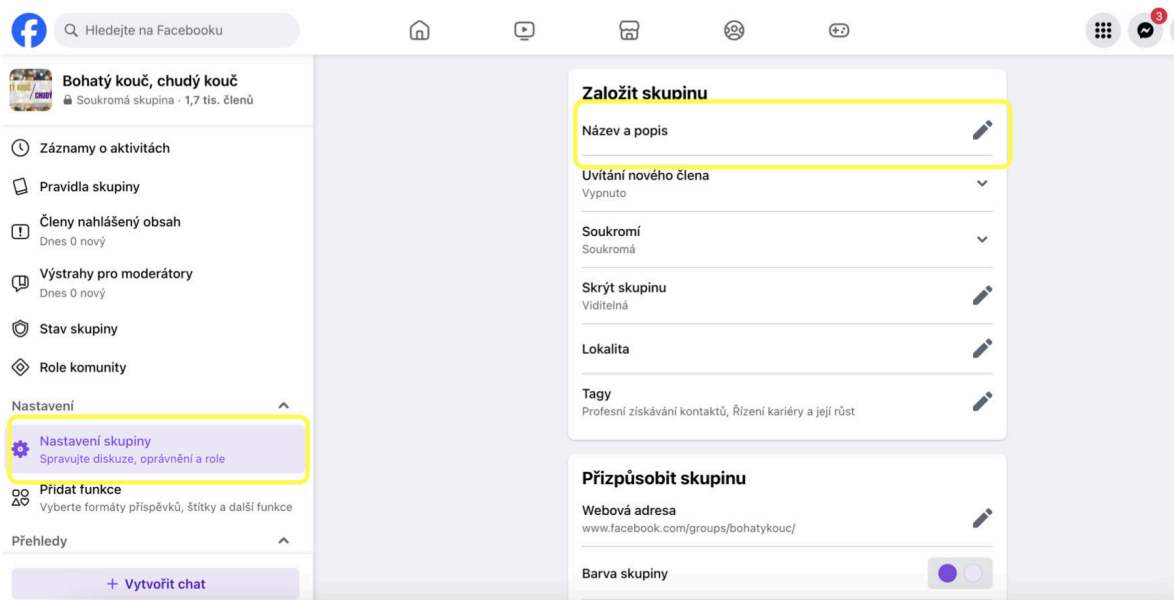 Hledejte na Facebooku
3
Bohatý kouč, chudý kouč
Soukromá skupina · 1,7 tis. členů
Záznamy o aktivitách
Pravidla skupiny
Členy nahlášený obsah
Dnes 0 nový
Výstrahy pro moderátory
Dnes 0 nový
Stav skupiny
Role komunity
Nastavení
Nastavení skupiny
Spravujte diskuze, oprávnění a role
Přidat funkce
Vyberte formáty příspěvků, štítky a další funkce
Přehledy
+ Vytvořit chat
Založit skupinu
Název a popis
Uvítání nového člena
Vypnuto
Soukromí
Soukromá
Skrýt skupinu
Viditelná
Lokalita
Tagy
Profesní získávání kontaktů, Řízení kariéry a její růst
Přizpůsobit skupinu
Webová adresa
www.facebook.com/groups/bohatykouc/
Barva skupiny